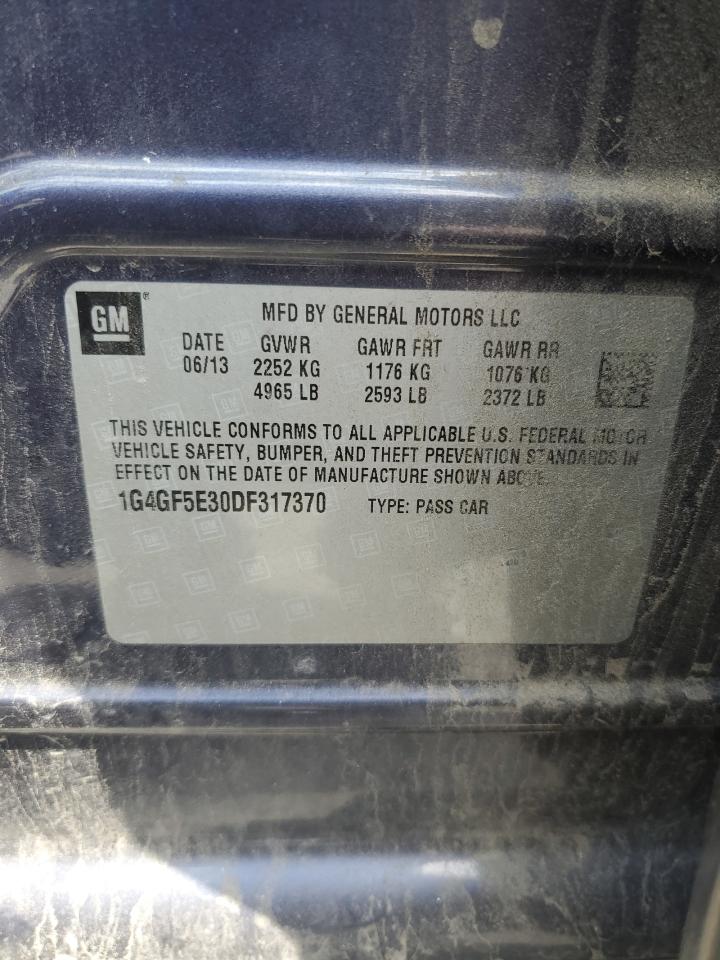 GM ®
MFD BY GENERAL MOTORS LLC
DATE GVWR GAWR FRT GAWR RR
06/13 2252 KG 1176 KG 1076 KG
4965 LB 2593 LB 2372 LB
THIS VEHICLE CONFORMS TO ALL APPLICABLE U.S. FEDERAL MOTOR
VEHICLE SAFETY, BUMPER, AND THEFT PREVENTION STANDARDS IN
EFFECT ON THE DATE OF MANUFACTURE SHOWN ABOVE.
1G4GF5E30DF317370 TYPE: PASS CAR